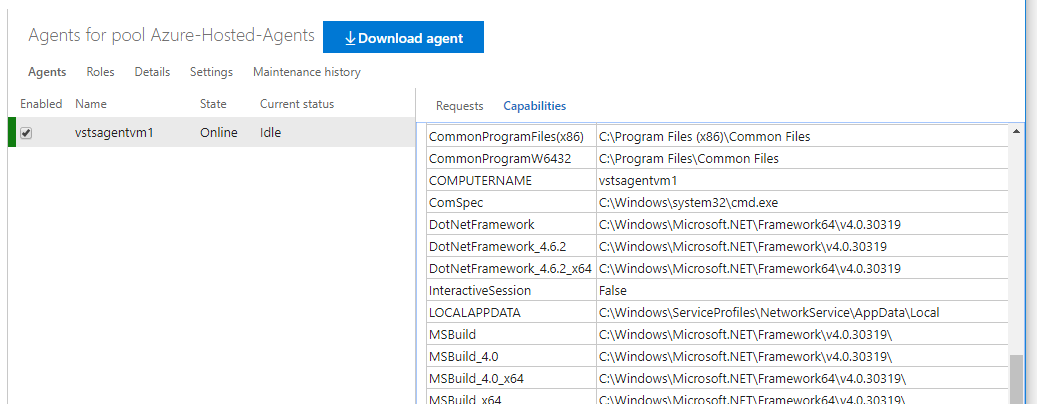 Agents for pool Azure-Hosted-Agents Download agent
Agents Roles Details Settings Maintenance history
Enabled Name State Current status
vstsagentvm1 Online Idle
Requests Capabilities
CommonProgramFiles(x86) C:\Program Files (x86)\Common Files
CommonProgramW6432 C:\Program Files\Common Files
COMPUTERNAME vstsagentvm1
ComSpec C:\Windows\system32\cmd.exe
DotNetFramework C:\Windows\Microsoft.NET\Framework64\v4.0.30319
DotNetFramework_4.6.2 C:\Windows\Microsoft.NET\Framework\v4.0.30319
DotNetFramework_4.6.2_x64 C:\Windows\Microsoft.NET\Framework64\v4.0.30319
InteractiveSession False
LOCALAPPDATA C:\Windows\ServiceProfiles\NetworkService\AppData\Local
MSBuild C:\Windows\Microsoft.NET\Framework\v4.0.30319\
MSBuild_4.0 C:\Windows\Microsoft.NET\Framework\v4.0.30319\
MSBuild_4.0_x64 C:\Windows\Microsoft.NET\Framework64\v4.0.30319\
MSBuild_x64 C:\Windows\Microsoft.NET\Framework64\v4.0.30319\